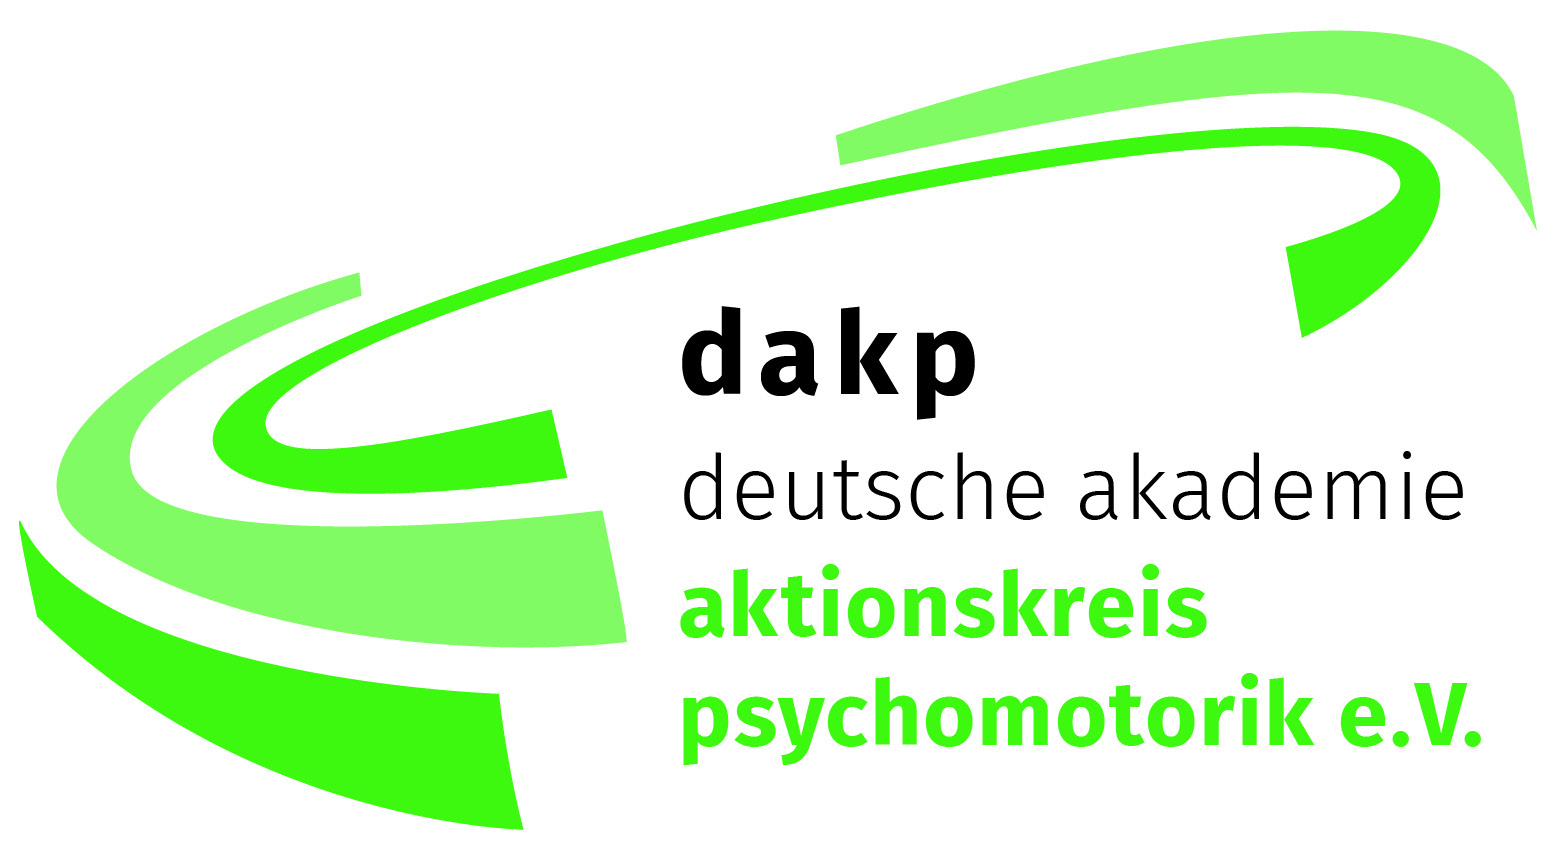 dakp
deutsche akademie
aktionskreis
psychomotorik e.V.